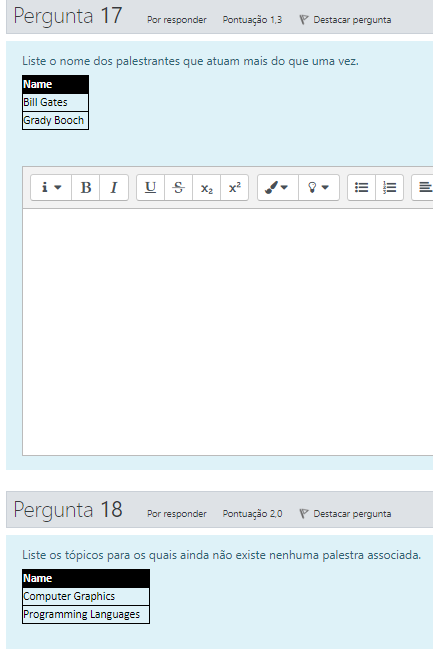 Pergunta 17 Por responder Pontuação 1,3 Destacar pergunta
Liste o nome dos palestrantes que atuam mais do que uma vez.
Name
Bill Gates
Grady Booch
i B I U S x₂ x²
Pergunta 18 Por responder Pontuação 2,0 Destacar pergunta
Liste os tópicos para os quais ainda não existe nenhuma palestra associada.
Name
Computer Graphics
Programming Languages